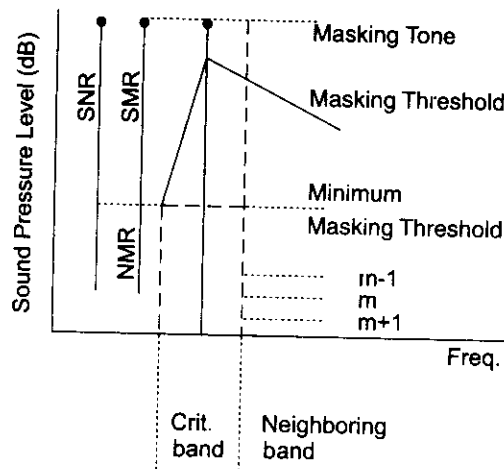 Sound Pressure Level (dB)
SNR
SMR
NMR
Masking Tone
Masking Threshold
Minimum
Masking Threshold
m-1
m
m+1
Freq.
Crit.
band
Neighboring
band